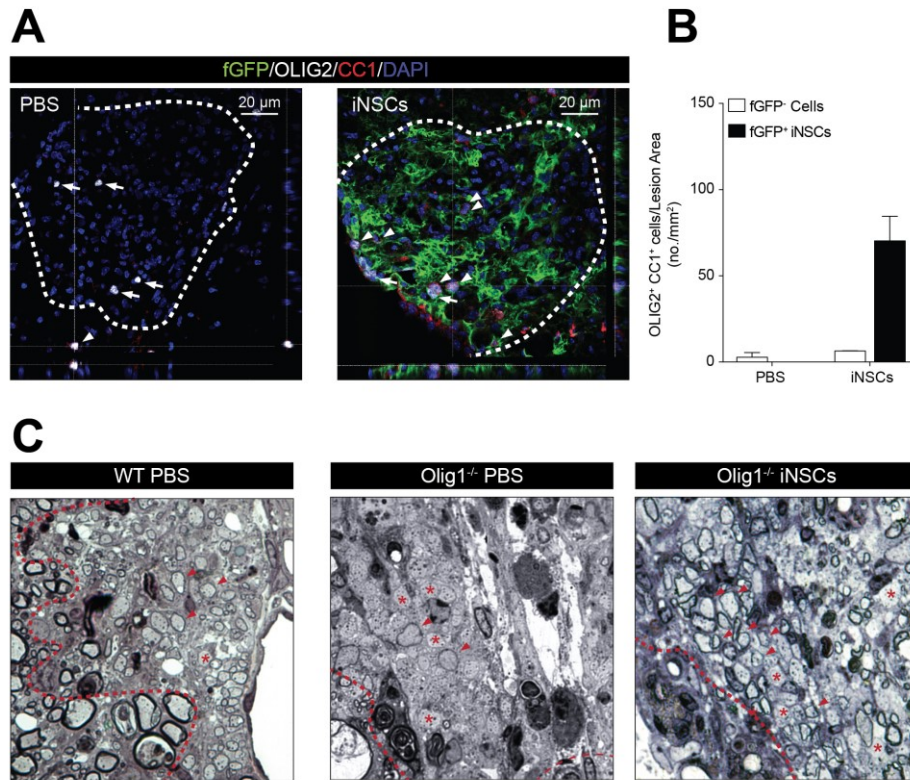 A
fGFP/OLIG2/CC1/DAPI
PBS
20 µm
iNSCs
20 µm
B
OLIG2⁺ CC1⁺ cells/Lesion Area
(no./mm²)
150
100
50
0
fGFP⁻ Cells
fGFP⁺ iNSCs
PBS
iNSCs
C
WT PBS
Olig1⁻/⁻ PBS
Olig1⁻/⁻ iNSCs